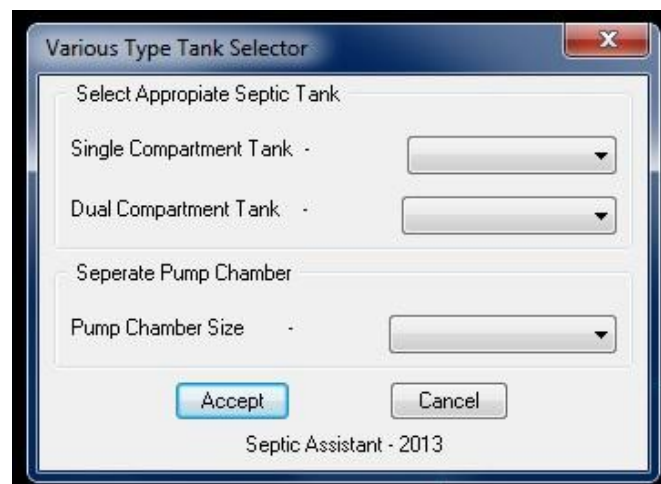 Various Type Tank Selector
Select Appropiate Septic Tank
Single Compartment Tank -
Dual Compartment Tank -
Seperate Pump Chamber
Pump Chamber Size -
Accept Cancel
Septic Assistant - 2013